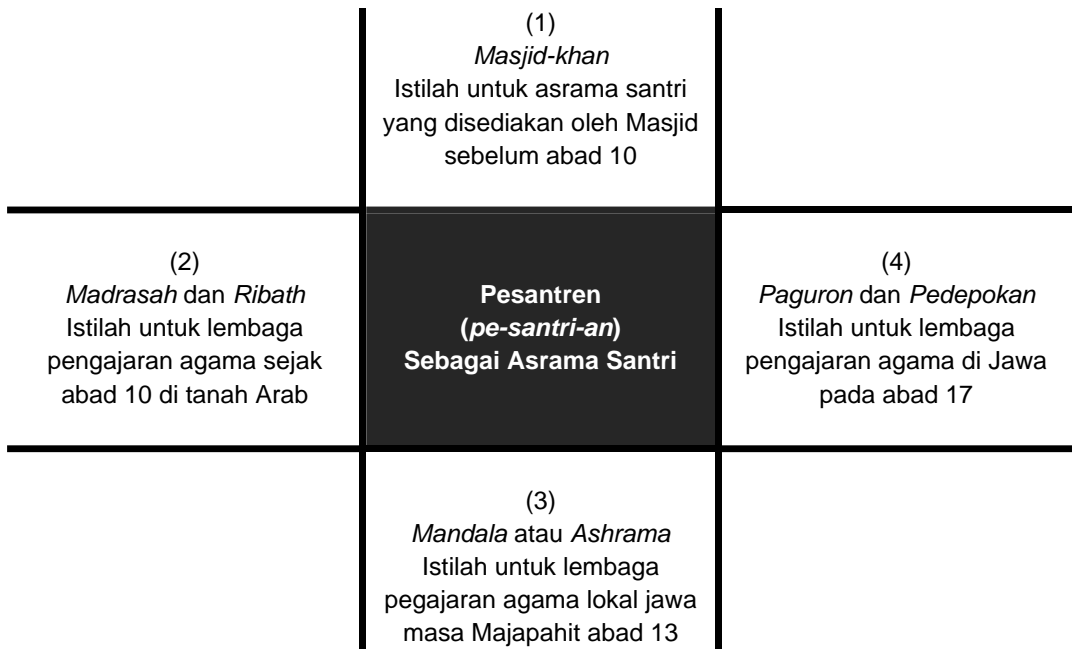 (1)
Masjid-khan
Istilah untuk asrama santri
yang disediakan oleh Masjid
sebelum abad 10
(2)
Madrasah dan Ribath
Istilah untuk lembaga
pengajaran agama sejak
abad 10 di tanah Arab
Pesantren
(pe-santri-an)
Sebagai Asrama Santri
(4)
Paguron dan Pedepokan
Istilah untuk lembaga
pengajaran agama di Jawa
pada abad 17
(3)
Mandala atau Ashrama
Istilah untuk lembaga
pegajaran agama lokal jawa
masa Majapahit abad 13